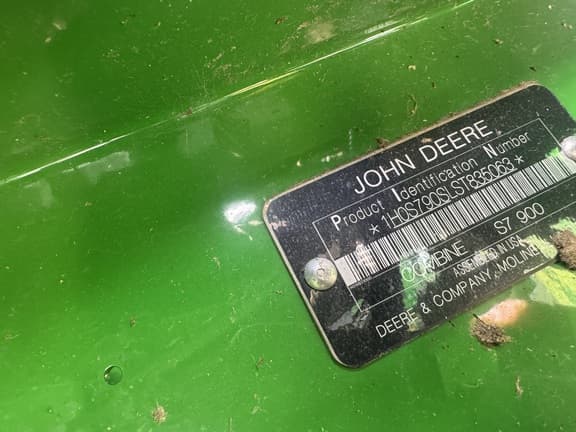 JOHN DEERE
Product Identification Number
*1H0S790SLST835063*
COMBINE S7 900
ASSEMBLED IN USA
DEERE & COMPANY, MOLINE